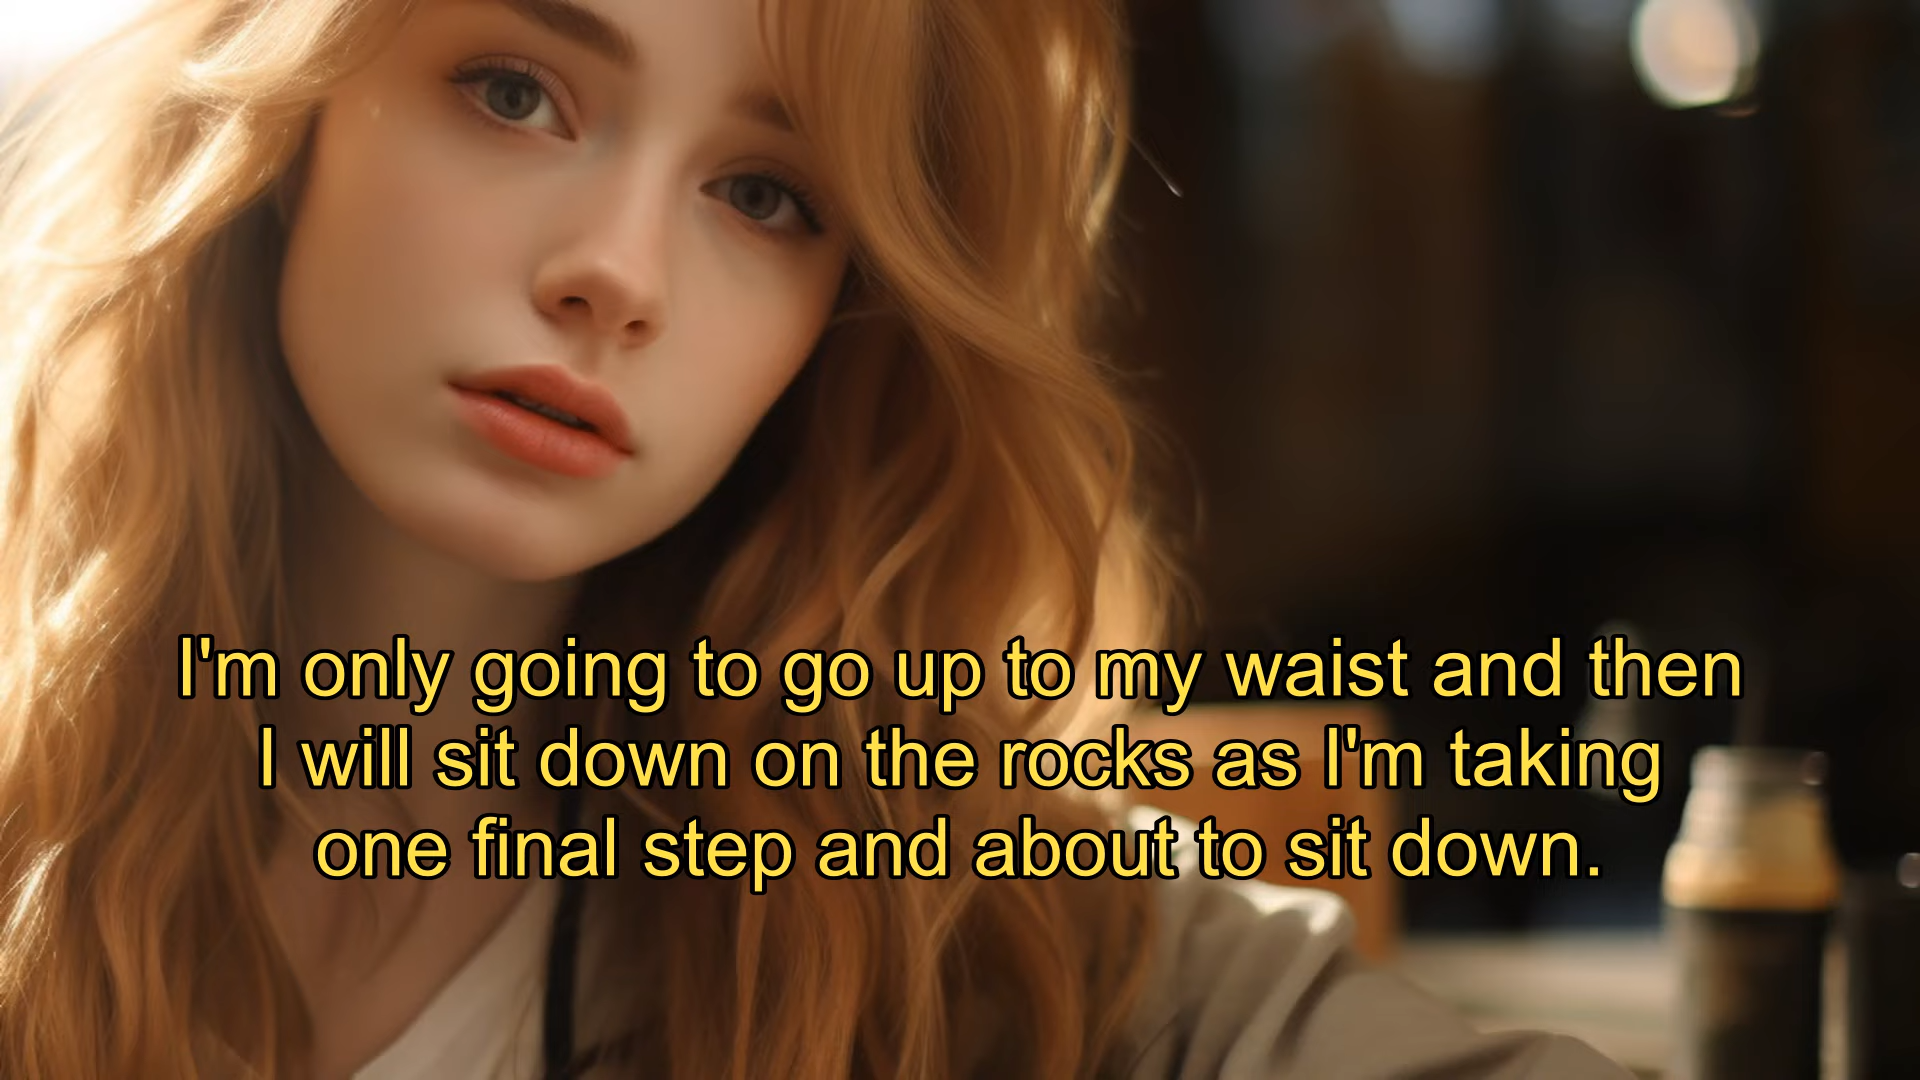 I'm only going to go up to my waist and then
I will sit down on the rocks as I'm taking
one final step and about to sit down.